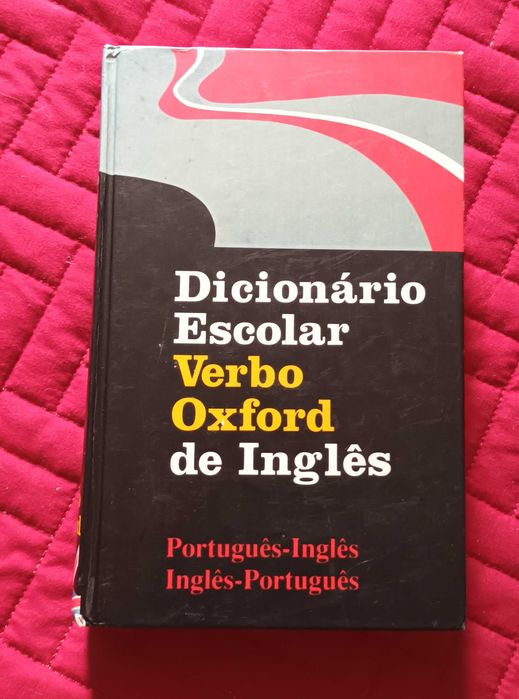 Dicionário
Escolar
Verbo
Oxford
de Inglês
Português-Inglês
Inglês-Português